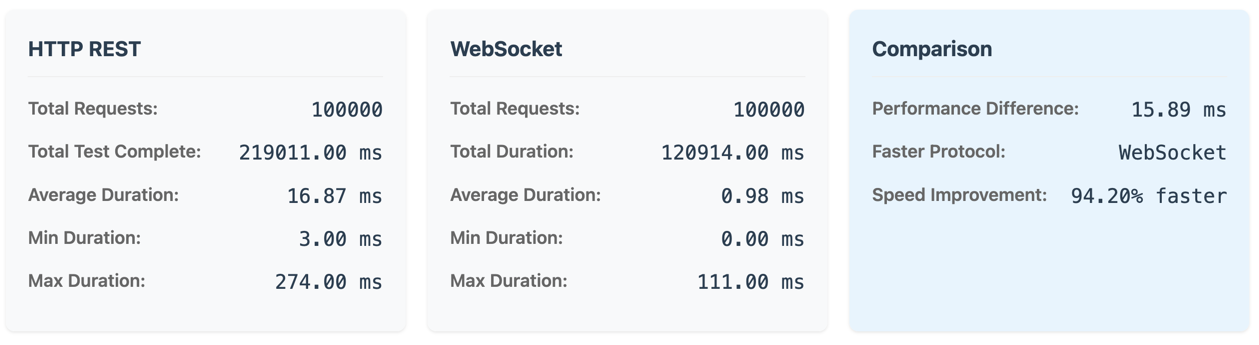 HTTP REST
Total Requests: 100000
Total Test Complete: 219011.00 ms
Average Duration: 16.87 ms
Min Duration: 3.00 ms
Max Duration: 274.00 ms
WebSocket
Total Requests: 100000
Total Duration: 120914.00 ms
Average Duration: 0.98 ms
Min Duration: 0.00 ms
Max Duration: 111.00 ms
Comparison
Performance Difference: 15.89 ms
Faster Protocol: WebSocket
Speed Improvement: 94.20% faster